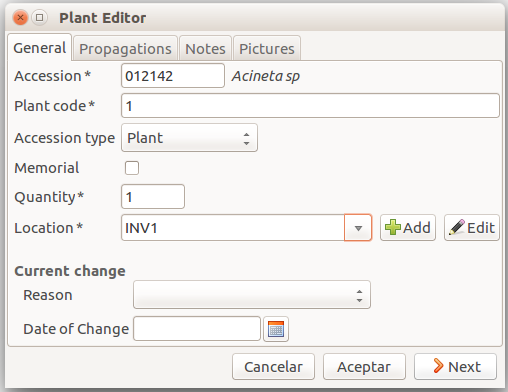 Plant Editor
General Propagations Notes Pictures
Accession * 012142 Acineta sp
Plant code * 1
Accession type Plant
Memorial
Quantity * 1
Location * INV1 Add Edit
Current change
Reason
Date of Change
Cancelar Aceptar Next